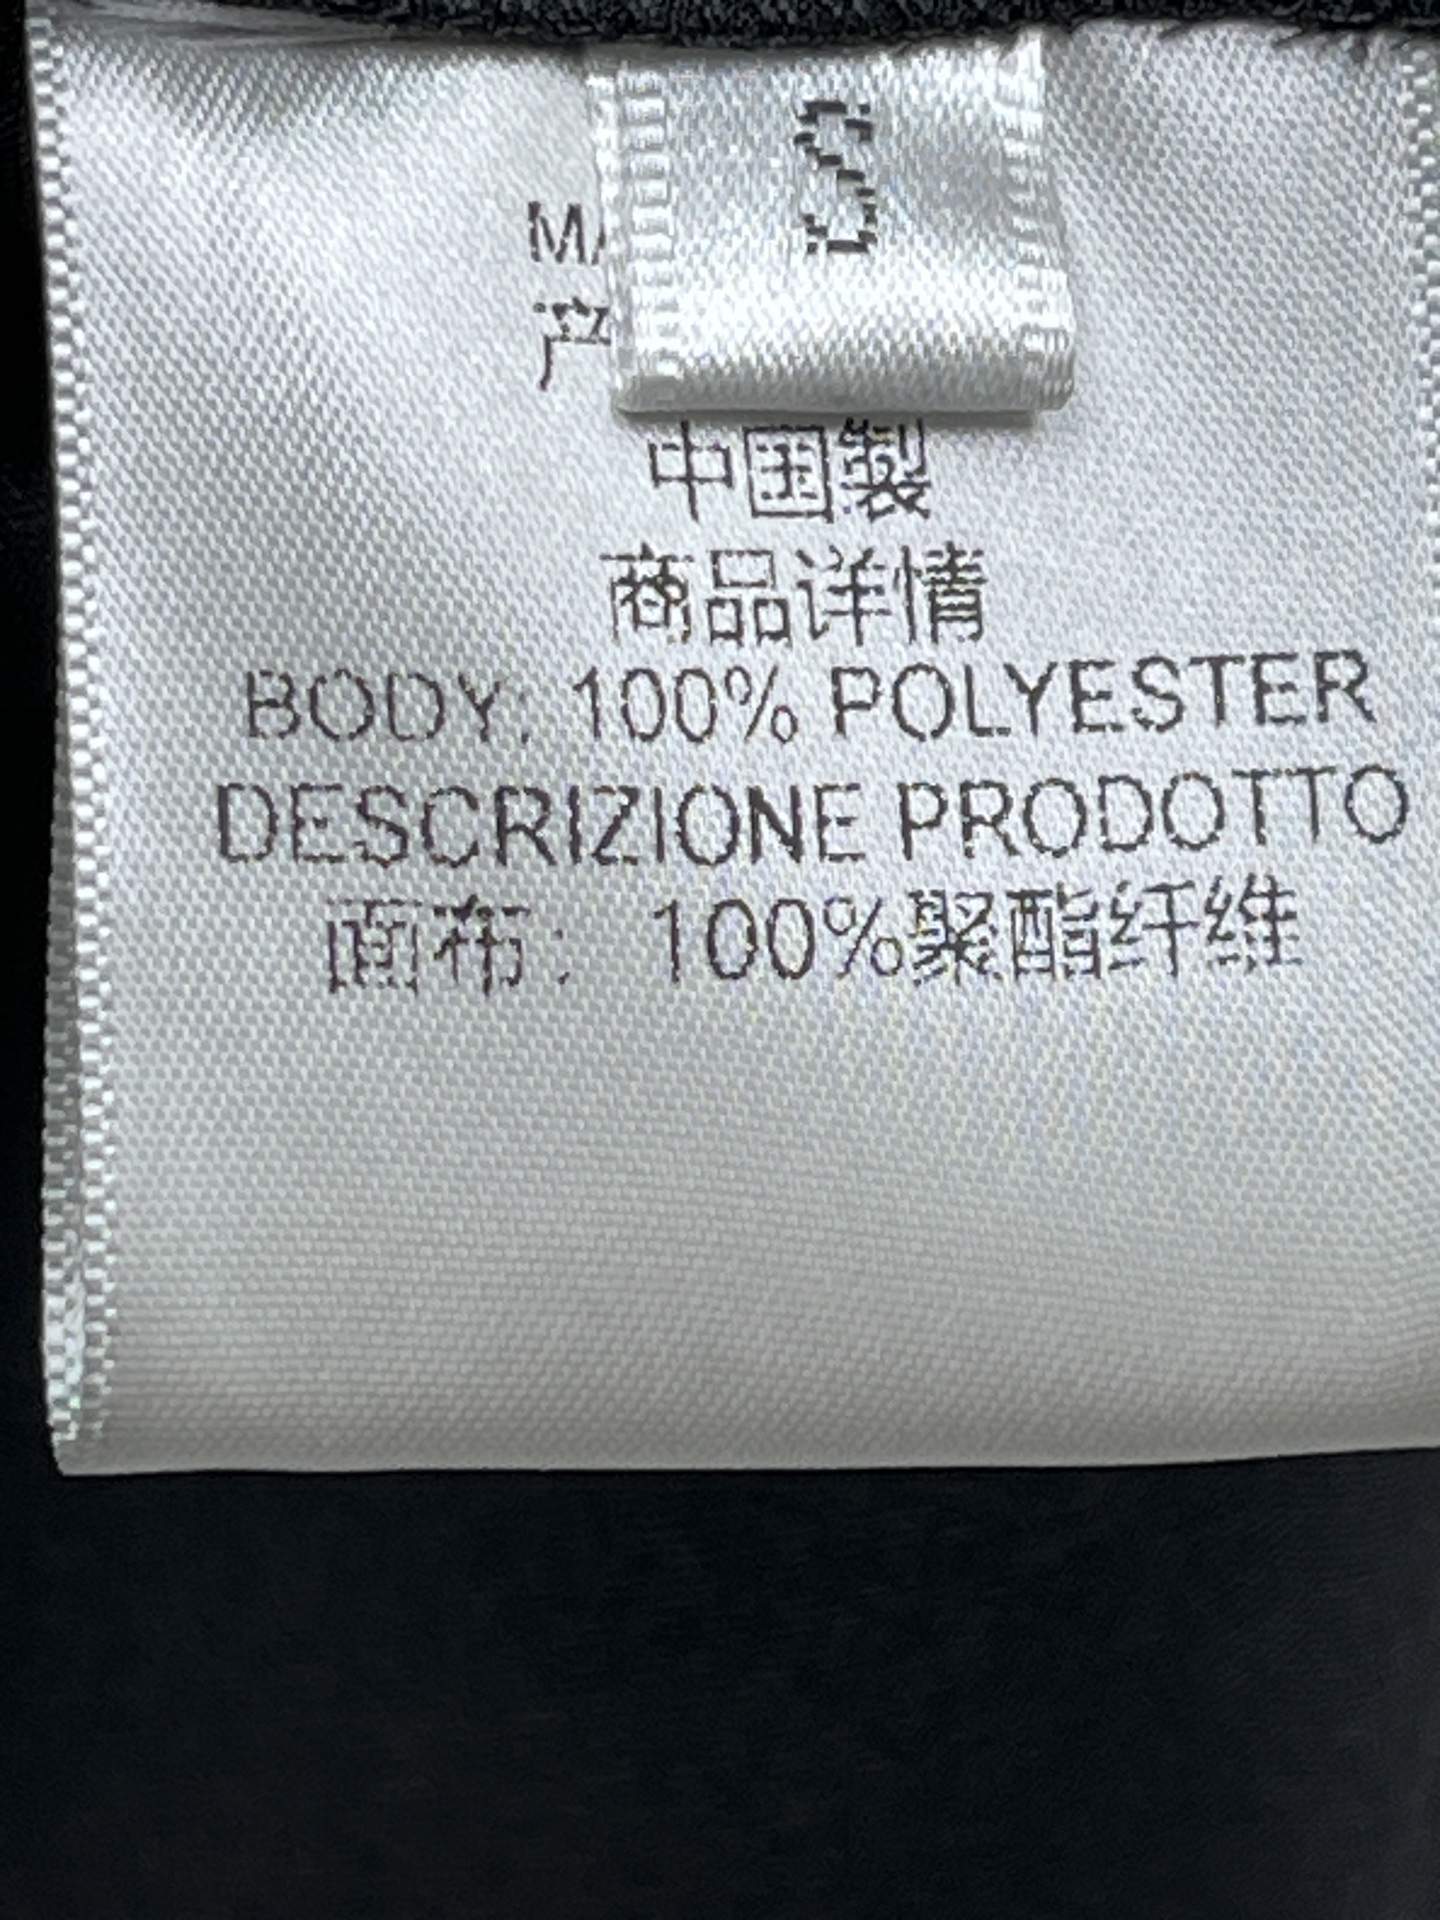 S
中国製
商品详情
BODY: 100% POLYESTER
DESCRIZIONE PRODOTTO
面布： 100%聚酯纤维